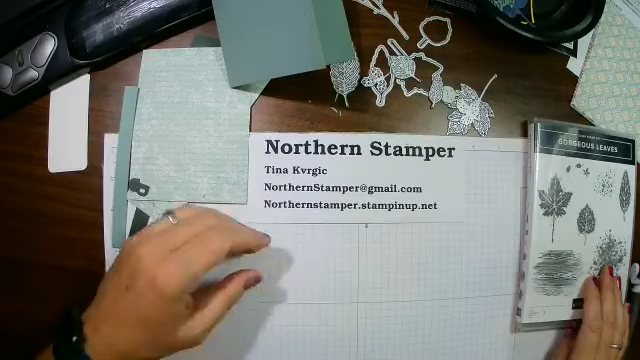 Northern Stamper
Tina Kvrgic
NorthernStamper@gmail.com
Northernstamper.stampinup.net
GORGEOUS LEAVES